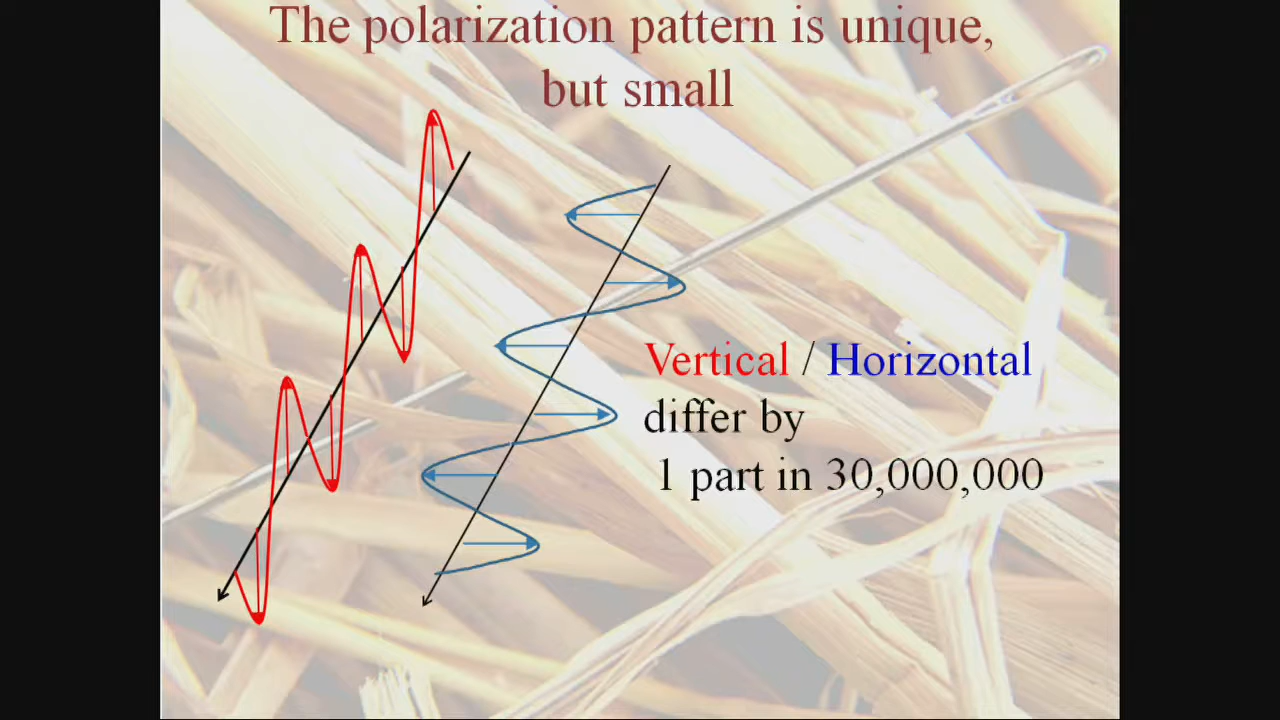 The polarization pattern is unique,
but small
Vertical / Horizontal
differ by
1 part in 30,000,000